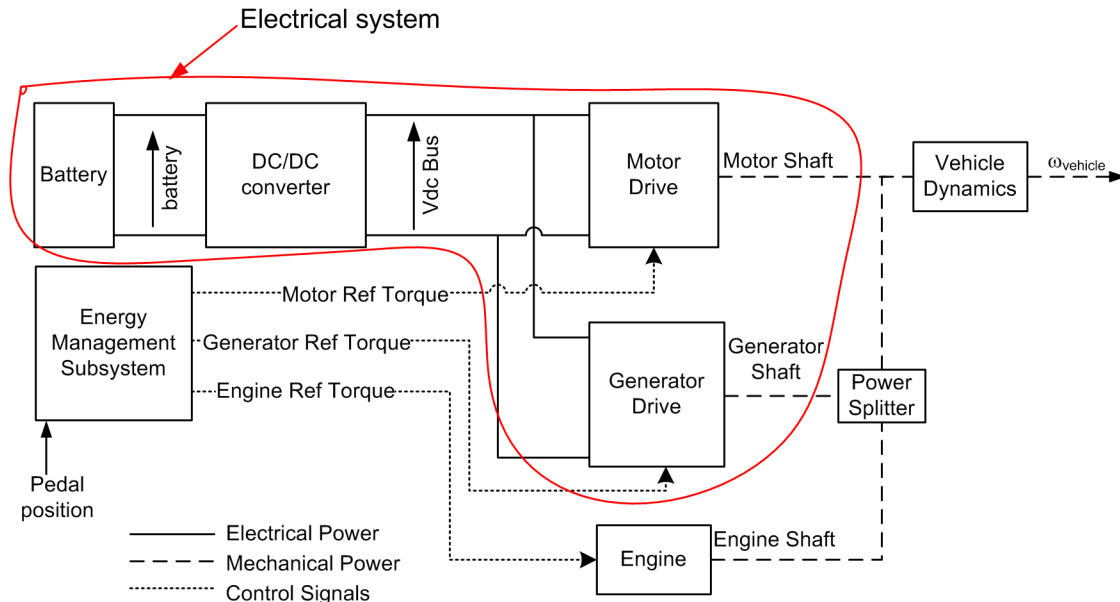 Electrical system
Battery
battery
DC/DC
converter
Vdc Bus
Motor
Drive
Motor Shaft
Vehicle
Dynamics
ωvehicle
Energy
Management
Subsystem
Motor Ref Torque
Generator Ref Torque
Engine Ref Torque
Generator
Drive
Generator
Shaft
Power
Splitter
Pedal
position
Engine
Engine Shaft
Electrical Power
Mechanical Power
Control Signals